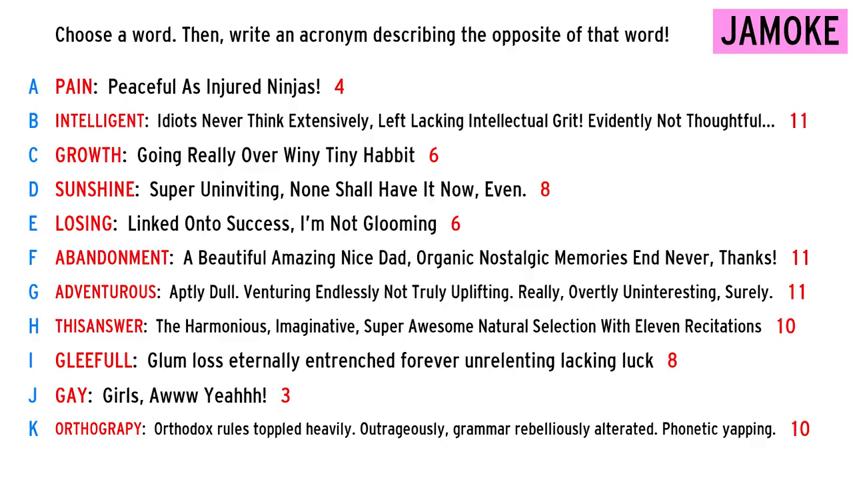 Choose a word. Then, write an acronym describing the opposite of that word!
JAMOKE
A PAIN: Peaceful As Injured Ninjas! 4
B INTELLIGENT: Idiots Never Think Extensively, Left Lacking Intellectual Grit! Evidently Not Thoughtful... 11
C GROWTH: Going Really Over Winy Tiny Habbit 6
D SUNSHINE: Super Uninviting, None Shall Have It Now, Even. 8
E LOSING: Linked Onto Success, I'm Not Glooming 6
F ABANDONMENT: A Beautiful Amazing Nice Dad, Organic Nostalgic Memories End Never, Thanks! 11
G ADVENTUROUS: Aptly Dull. Venturing Endlessly Not Truly Uplifting. Really, Overtly Uninteresting, Surely. 11
H THISANSWER: The Harmonious, Imaginative, Super Awesome Natural Selection With Eleven Recitations 10
I GLEEFULL: Glum loss eternally entrenched forever unrelenting lacking luck 8
J GAY: Girls, Awww Yeahhh! 3
K ORTHOGRAPY: Orthodox rules toppled heavily. Outrageously, grammar rebelliously alterated. Phonetic yapping. 10